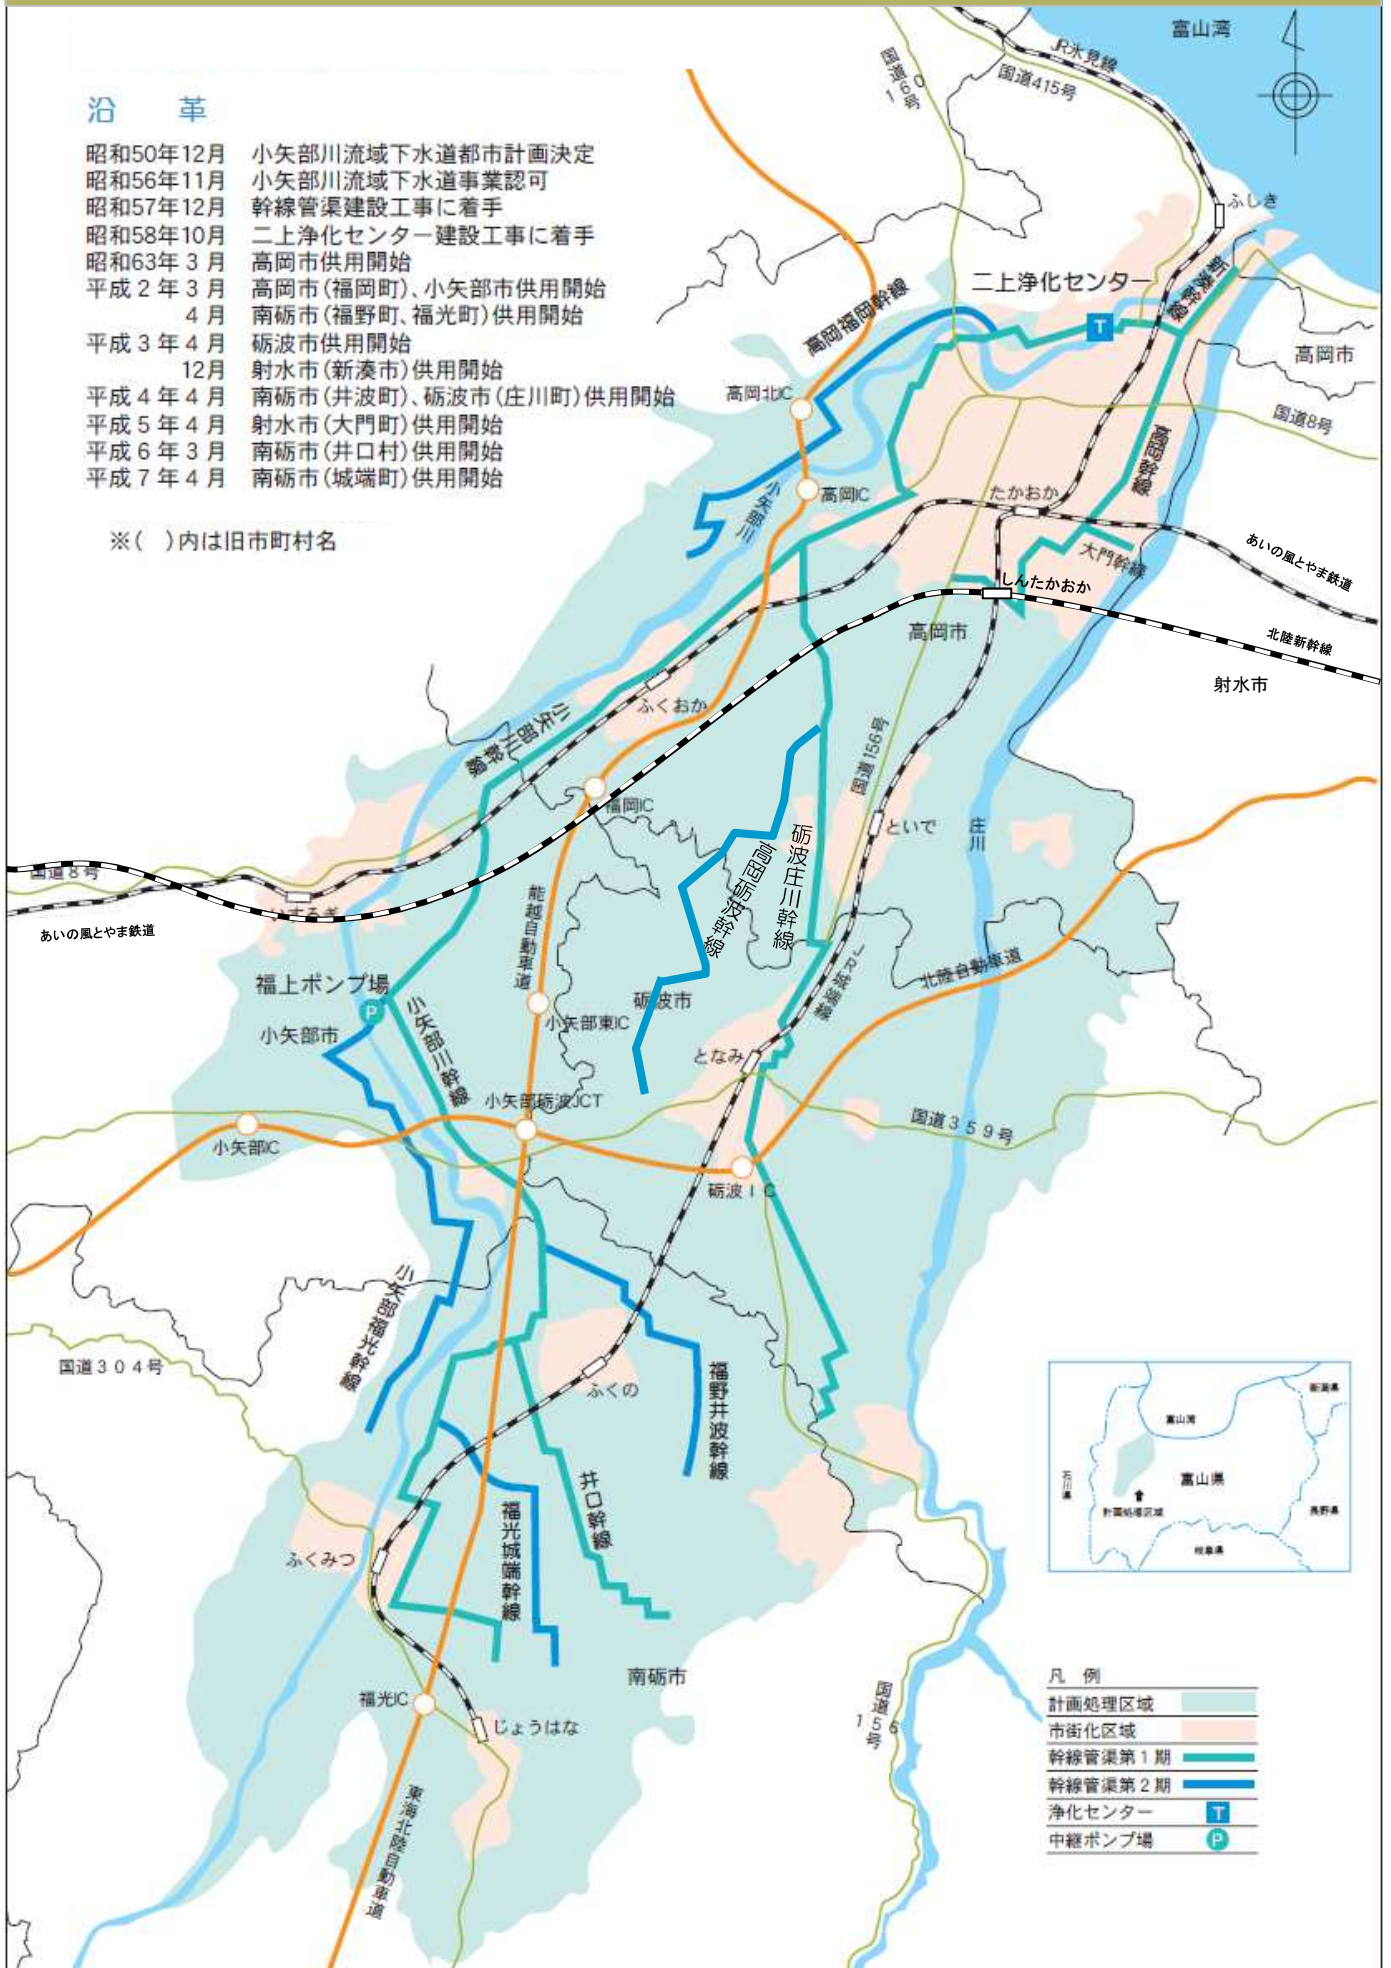 沿　革
昭和50年12月　小矢部川流域下水道都市計画決定
昭和56年11月　小矢部川流域下水道事業認可
昭和57年12月　幹線管渠建設工事に着手
昭和58年10月　二上浄化センター建設工事に着手
昭和63年 3 月　高岡市供用開始
平成 2 年 3 月　高岡市(福岡町)、小矢部市供用開始
4 月　南砺市(福野町、福光町)供用開始
平成 3 年 4 月　砺波市供用開始
12月　射水市(新湊市)供用開始
平成 4 年 4 月　南砺市(井波町)、砺波市(庄川町)供用開始
平成 5 年 4 月　射水市(大門町)供用開始
平成 6 年 3 月　南砺市(井口村)供用開始
平成 7 年 4 月　南砺市(城端町)供用開始
※(　)内は旧市町村名
富山湾
JR氷見線
国道415号
国道160号
ふしき
二上浄化センター
T
新湊幹線
高岡福岡幹線
高岡市
高岡北IC
国道8号
高岡幹線
高岡IC
たかおか
小矢部川
大門幹線
あいの風とやま鉄道
しんたかおか
高岡市
北陸新幹線
射水市
ふくおか
小矢部川幹線
国道156号
福岡IC
といで
庄川
砺波庄川幹線
高岡砺波幹線
国道8号
いするぎ
能越自動車道
あいの風とやま鉄道
JR城端線
北陸自動車道
福上ポンプ場
P
小矢部川幹線
砺波市
小矢部東IC
小矢部市
となみ
小矢部砺波JCT
国道359号
小矢部IC
砺波IC
小矢部福光幹線
国道304号
ふくの
福野井波幹線
井口幹線
福光城端幹線
ふくみつ
南砺市
福光IC
じょうはな
国道156号
東海北陸自動車道
新潟県
富山湾
石川県
富山県
計画処理区域
長野県
岐阜県
凡　例
計画処理区域
市街化区域
幹線管渠第１期
幹線管渠第２期
浄化センター T
中継ポンプ場 P